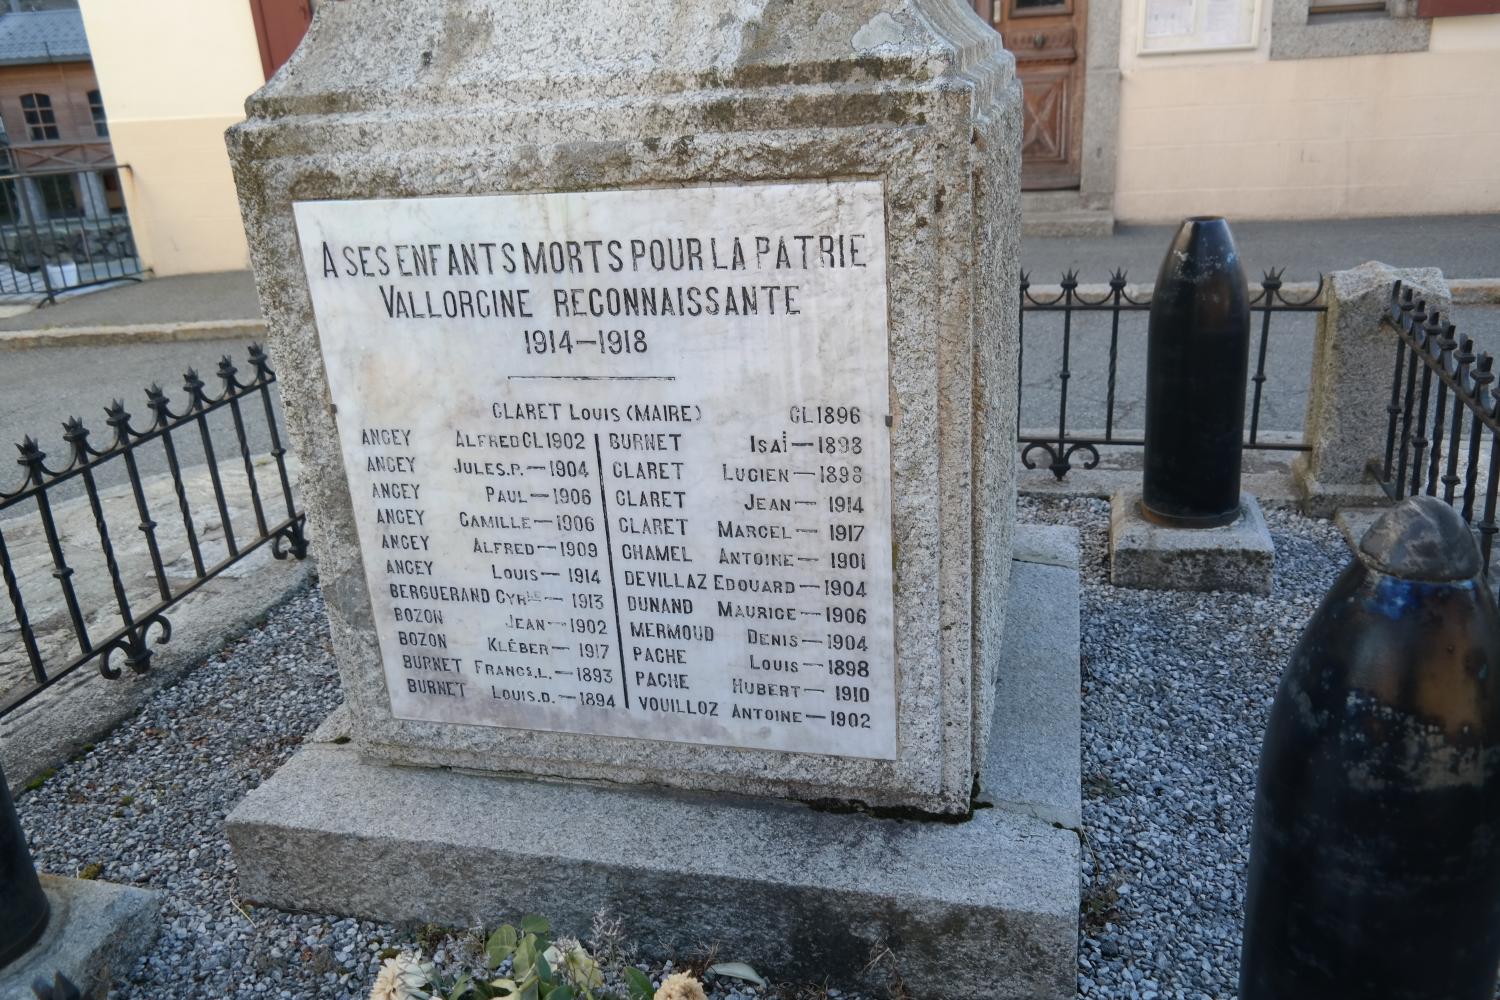 A SES ENFANTS MORTS POUR LA PATRIE
VALLORCINE RECONNAISSANTE
1914-1918
CLARET LOUIS (MAIRE) CL 1896
ANCEY ALFRED CL 1902
ANCEY JULES.P. - 1904
ANCEY PAUL - 1906
ANCEY CAMILLE - 1906
ANCEY ALFRED - 1909
ANCEY LOUIS - 1914
BERGUERAND CYRILLE - 1913
BOZON JEAN - 1902
BOZON KLÉBER - 1917
BURNET FRANCS.L. - 1893
BURNET LOUIS.D. - 1894
BURNET ISAÏ - 1898
CLARET LUCIEN - 1898
CLARET JEAN - 1914
CLARET MARCEL - 1917
CHAMEL ANTOINE - 1901
DEVILLAZ EDOUARD - 1904
DUNAND MAURICE - 1906
MERMOUD DENIS - 1904
PACHE LOUIS - 1898
PACHE HUBERT - 1910
VOUILLOZ ANTOINE - 1902